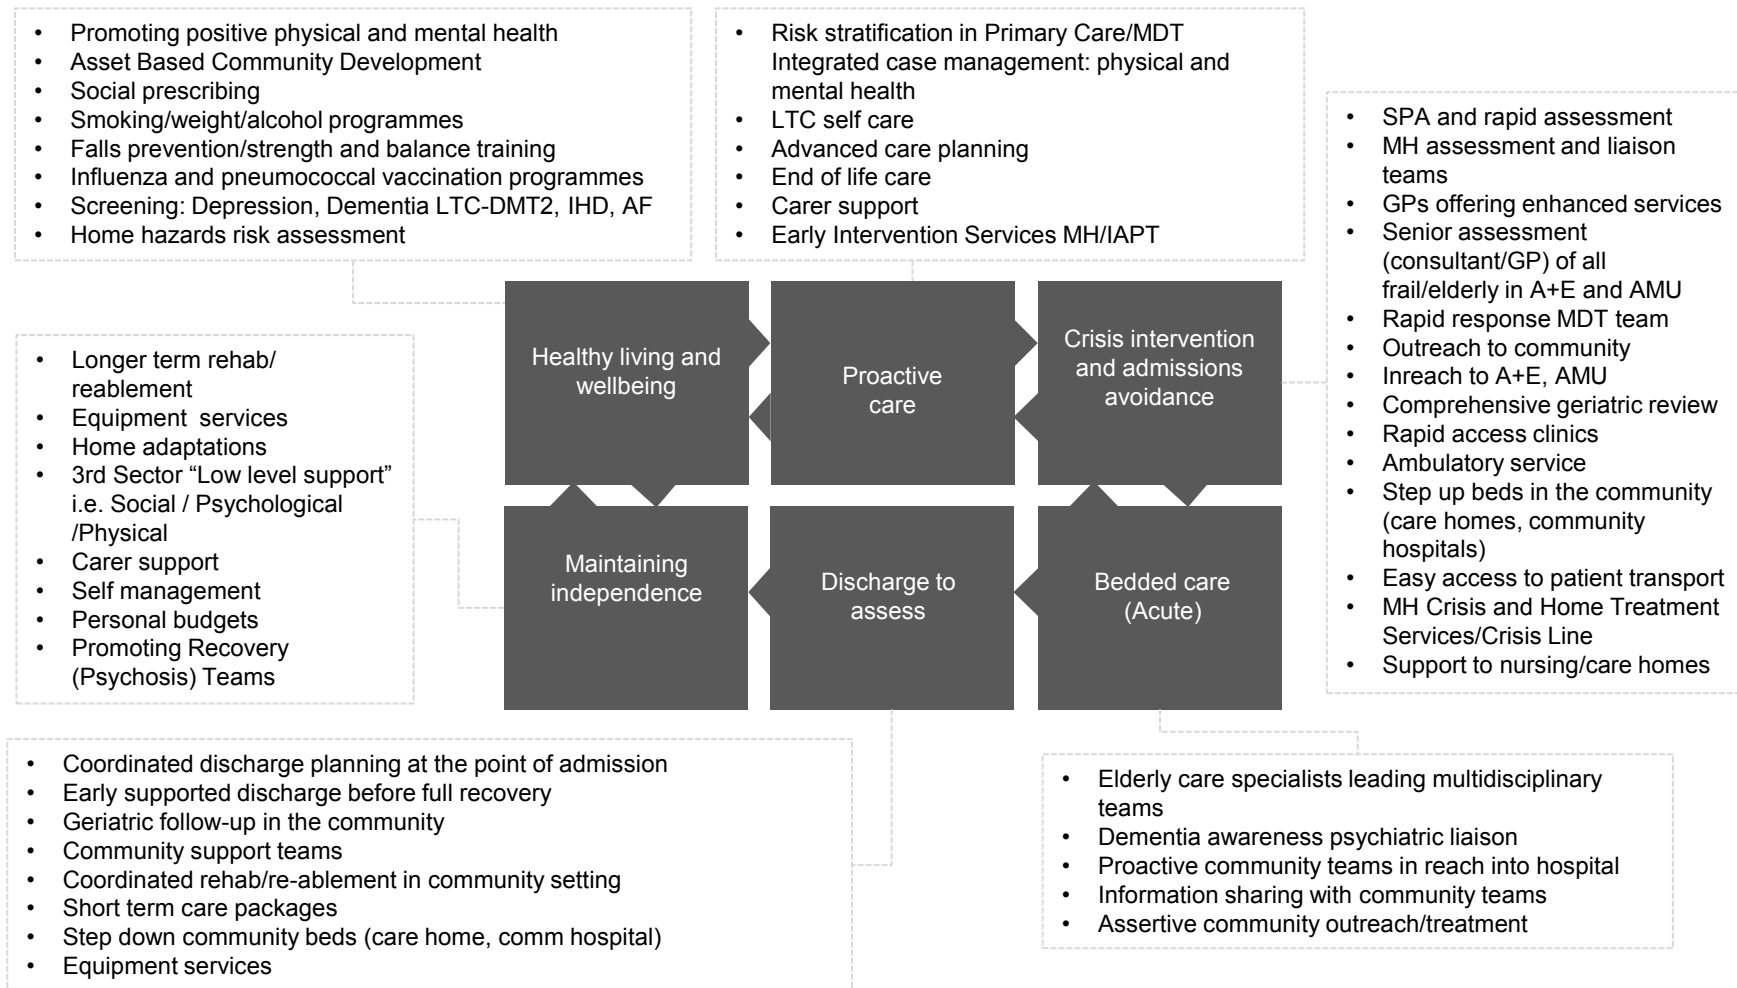 • Promoting positive physical and mental health
• Asset Based Community Development
• Social prescribing
• Smoking/weight/alcohol programmes
• Falls prevention/strength and balance training
• Influenza and pneumococcal vaccination programmes
• Screening: Depression, Dementia LTC-DMT2, IHD, AF
• Home hazards risk assessment
• Risk stratification in Primary Care/MDT
Integrated case management: physical and
mental health
• LTC self care
• Advanced care planning
• End of life care
• Carer support
• Early Intervention Services MH/IAPT
• SPA and rapid assessment
• MH assessment and liaison
teams
• GPs offering enhanced services
• Senior assessment
(consultant/GP) of all
frail/elderly in A+E and AMU
• Rapid response MDT team
• Outreach to community
• Inreach to A+E, AMU
• Comprehensive geriatric review
• Rapid access clinics
• Ambulatory service
• Step up beds in the community
(care homes, community
hospitals)
• Easy access to patient transport
• MH Crisis and Home Treatment
Services/Crisis Line
• Support to nursing/care homes
Healthy living and
wellbeing
Proactive
care
Crisis intervention
and admissions
avoidance
• Longer term rehab/
reablement
• Equipment services
• Home adaptations
• 3rd Sector “Low level support”
i.e. Social / Psychological
/Physical
• Carer support
• Self management
• Personal budgets
• Promoting Recovery
(Psychosis) Teams
Maintaining
independence
Discharge to
assess
Bedded care
(Acute)
• Coordinated discharge planning at the point of admission
• Early supported discharge before full recovery
• Geriatric follow-up in the community
• Community support teams
• Coordinated rehab/re-ablement in community setting
• Short term care packages
• Step down community beds (care home, comm hospital)
• Equipment services
• Elderly care specialists leading multidisciplinary
teams
• Dementia awareness psychiatric liaison
• Proactive community teams in reach into hospital
• Information sharing with community teams
• Assertive community outreach/treatment